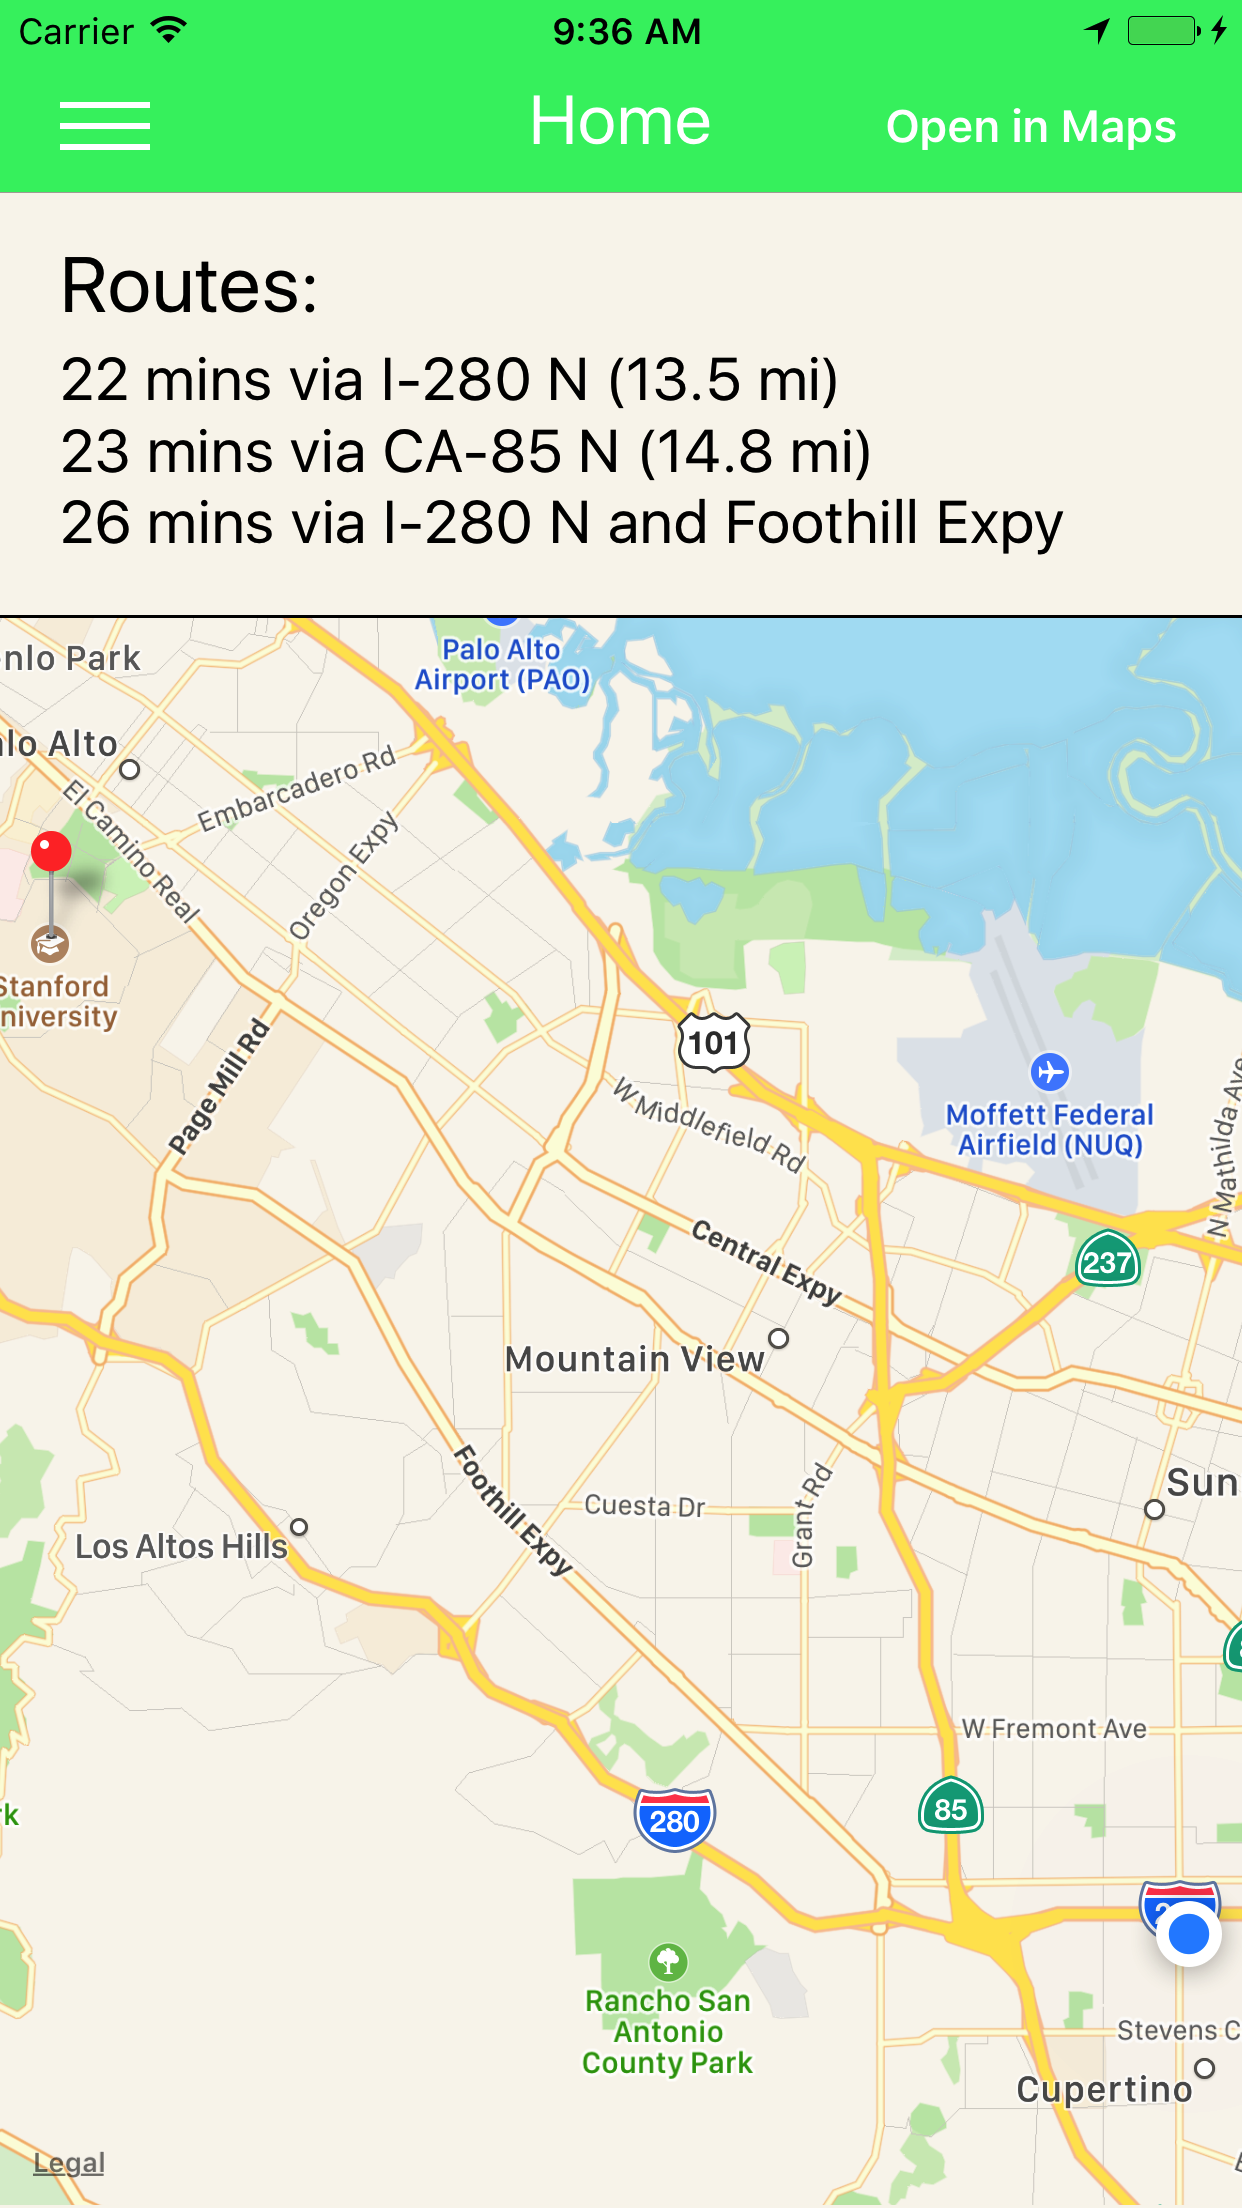 Carrier 9:36 AM
Home
Open in Maps
Routes:
22 mins via I-280 N (13.5 mi)
23 mins via CA-85 N (14.8 mi)
26 mins via I-280 N and Foothill Expy
Palo Alto
Airport (PAO)
nlo Park
lo Alto
Embarcadero Rd
El Camino Real
Oregon Expy
Stanford
niversity
Page Mill Rd
101
W Middlefield Rd
Moffett Federal
Airfield (NUQ)
N Mathilda Ave
Central Expy
237
Mountain View
Foothill Expy
Cuesta Dr
Grant Rd
Sun
Los Altos Hills
W Fremont Ave
rk
280
85
Rancho San
Antonio
County Park
Stevens C
Cupertino
Legal